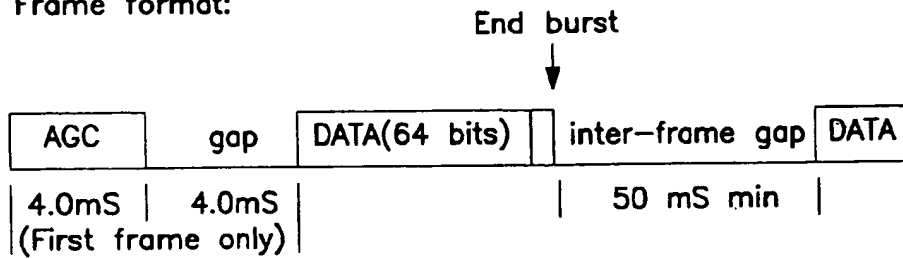 Frame format:
End burst
AGC gap DATA(64 bits) inter-frame gap DATA
4.0mS 4.0mS 50 mS min
(First frame only)